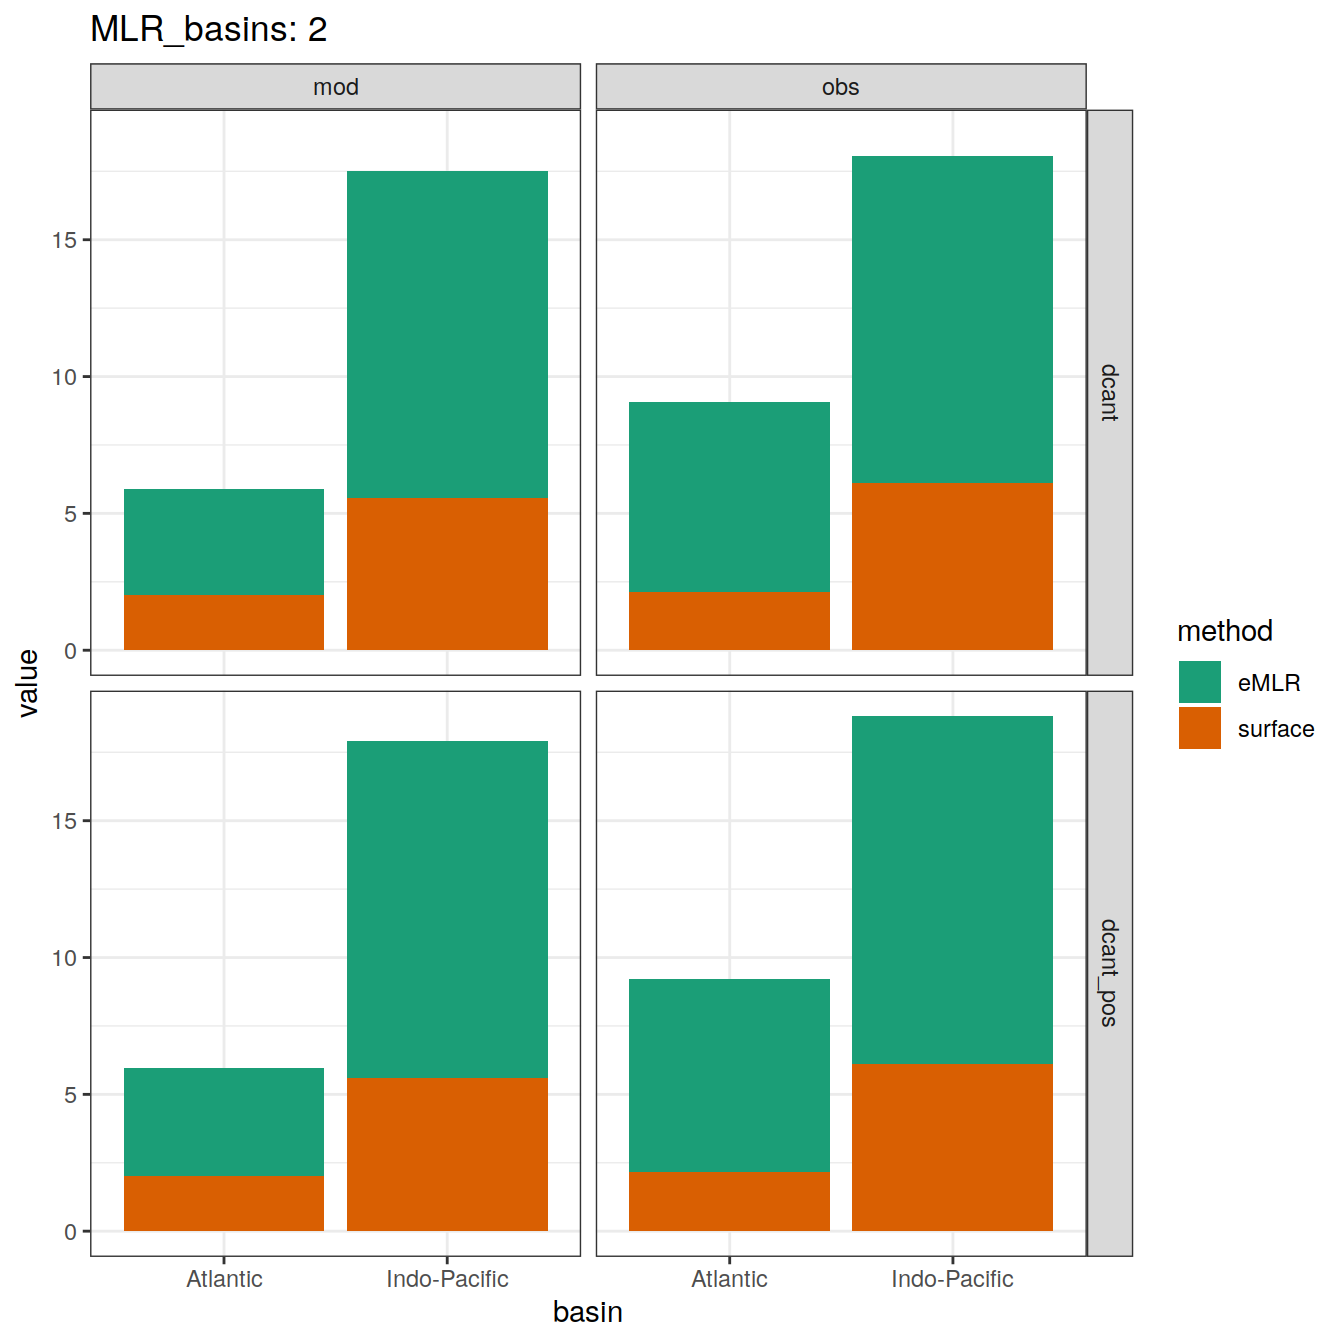 MLR_basins: 2
mod
obs
15
10
5
0
dcant
15
10
5
0
dcant_pos
value
Atlantic
Indo-Pacific
Atlantic
Indo-Pacific
basin
method
eMLR
surface